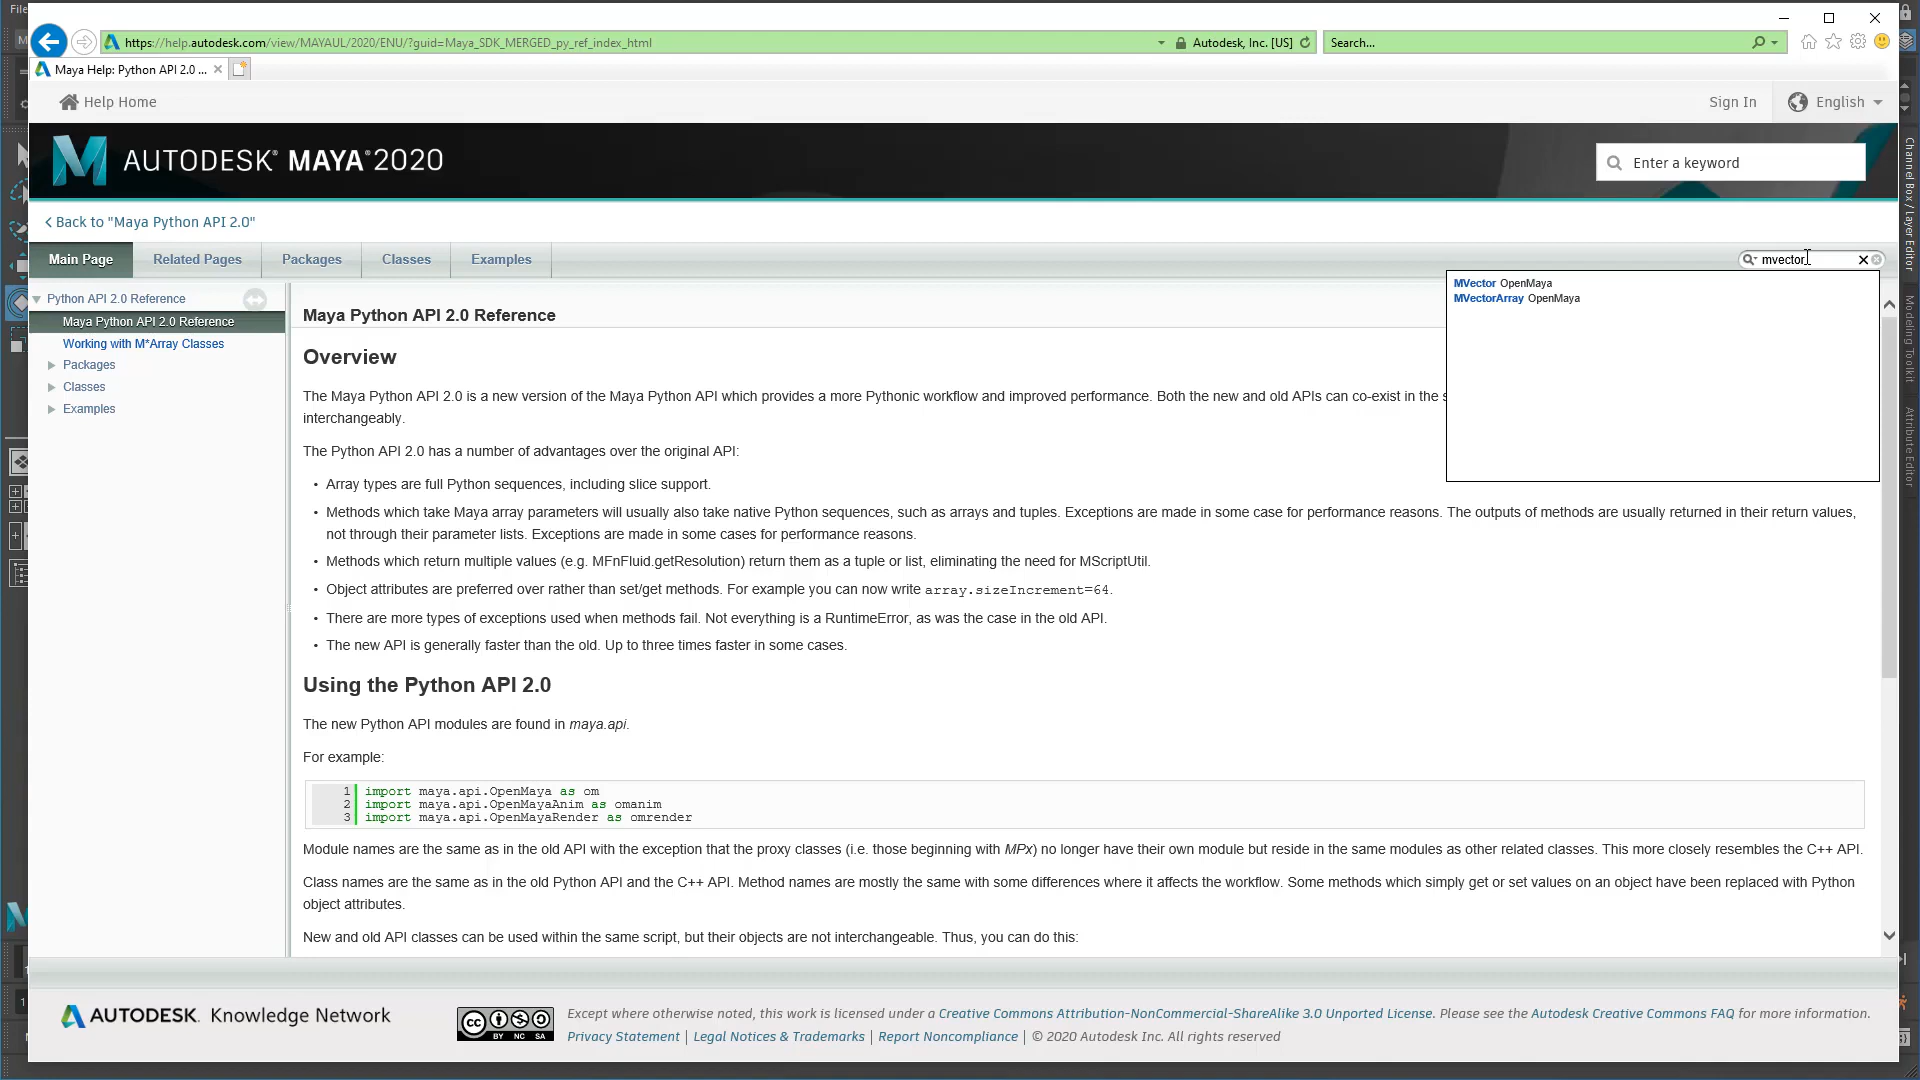 File
https://help.autodesk.com/view/MAYAUL/2020/ENU/?guid=Maya_SDK_MERGED_py_ref_index_html
Autodesk, Inc. [US]
Search...
Maya Help: Python API 2.0 ...
Help Home
Sign In
English
AUTODESK® MAYA® 2020
Enter a keyword
Back to "Maya Python API 2.0"
Main Page
Related Pages
Packages
Classes
Examples
mvector
MVector OpenMaya
MVectorArray OpenMaya
Python API 2.0 Reference
Maya Python API 2.0 Reference
Working with M*Array Classes
Packages
Classes
Examples
Maya Python API 2.0 Reference
Overview
The Maya Python API 2.0 is a new version of the Maya Python API which provides a more Pythonic workflow and improved performance. Both the new and old APIs can co-exist in the s
interchangeably.
The Python API 2.0 has a number of advantages over the original API:
• Array types are full Python sequences, including slice support.
• Methods which take Maya array parameters will usually also take native Python sequences, such as arrays and tuples. Exceptions are made in some case for performance reasons. The outputs of methods are usually returned in their return values,
not through their parameter lists. Exceptions are made in some cases for performance reasons.
• Methods which return multiple values (e.g. MFnFluid.getResolution) return them as a tuple or list, eliminating the need for MScriptUtil.
• Object attributes are preferred over rather than set/get methods. For example you can now write array.sizeIncrement=64.
• There are more types of exceptions used when methods fail. Not everything is a RuntimeError, as was the case in the old API.
• The new API is generally faster than the old. Up to three times faster in some cases.
Using the Python API 2.0
The new Python API modules are found in maya.api.
For example:
1 import maya.api.OpenMaya as om
2 import maya.api.OpenMayaAnim as omanim
3 import maya.api.OpenMayaRender as omrender
Module names are the same as in the old API with the exception that the proxy classes (i.e. those beginning with MPx) no longer have their own module but reside in the same modules as other related classes. This more closely resembles the C++ API.
Class names are the same as in the old Python API and the C++ API. Method names are mostly the same with some differences where it affects the workflow. Some methods which simply get or set values on an object have been replaced with Python
object attributes.
New and old API classes can be used within the same script, but their objects are not interchangeable. Thus, you can do this:
AUTODESK. Knowledge Network
cc BY NC SA
Except where otherwise noted, this work is licensed under a Creative Commons Attribution-NonCommercial-ShareAlike 3.0 Unported License. Please see the Autodesk Creative Commons FAQ for more information.
Privacy Statement | Legal Notices & Trademarks | Report Noncompliance | © 2020 Autodesk Inc. All rights reserved
Channel Box / Layer Editor
Modeling Toolkit
Attribute Editor